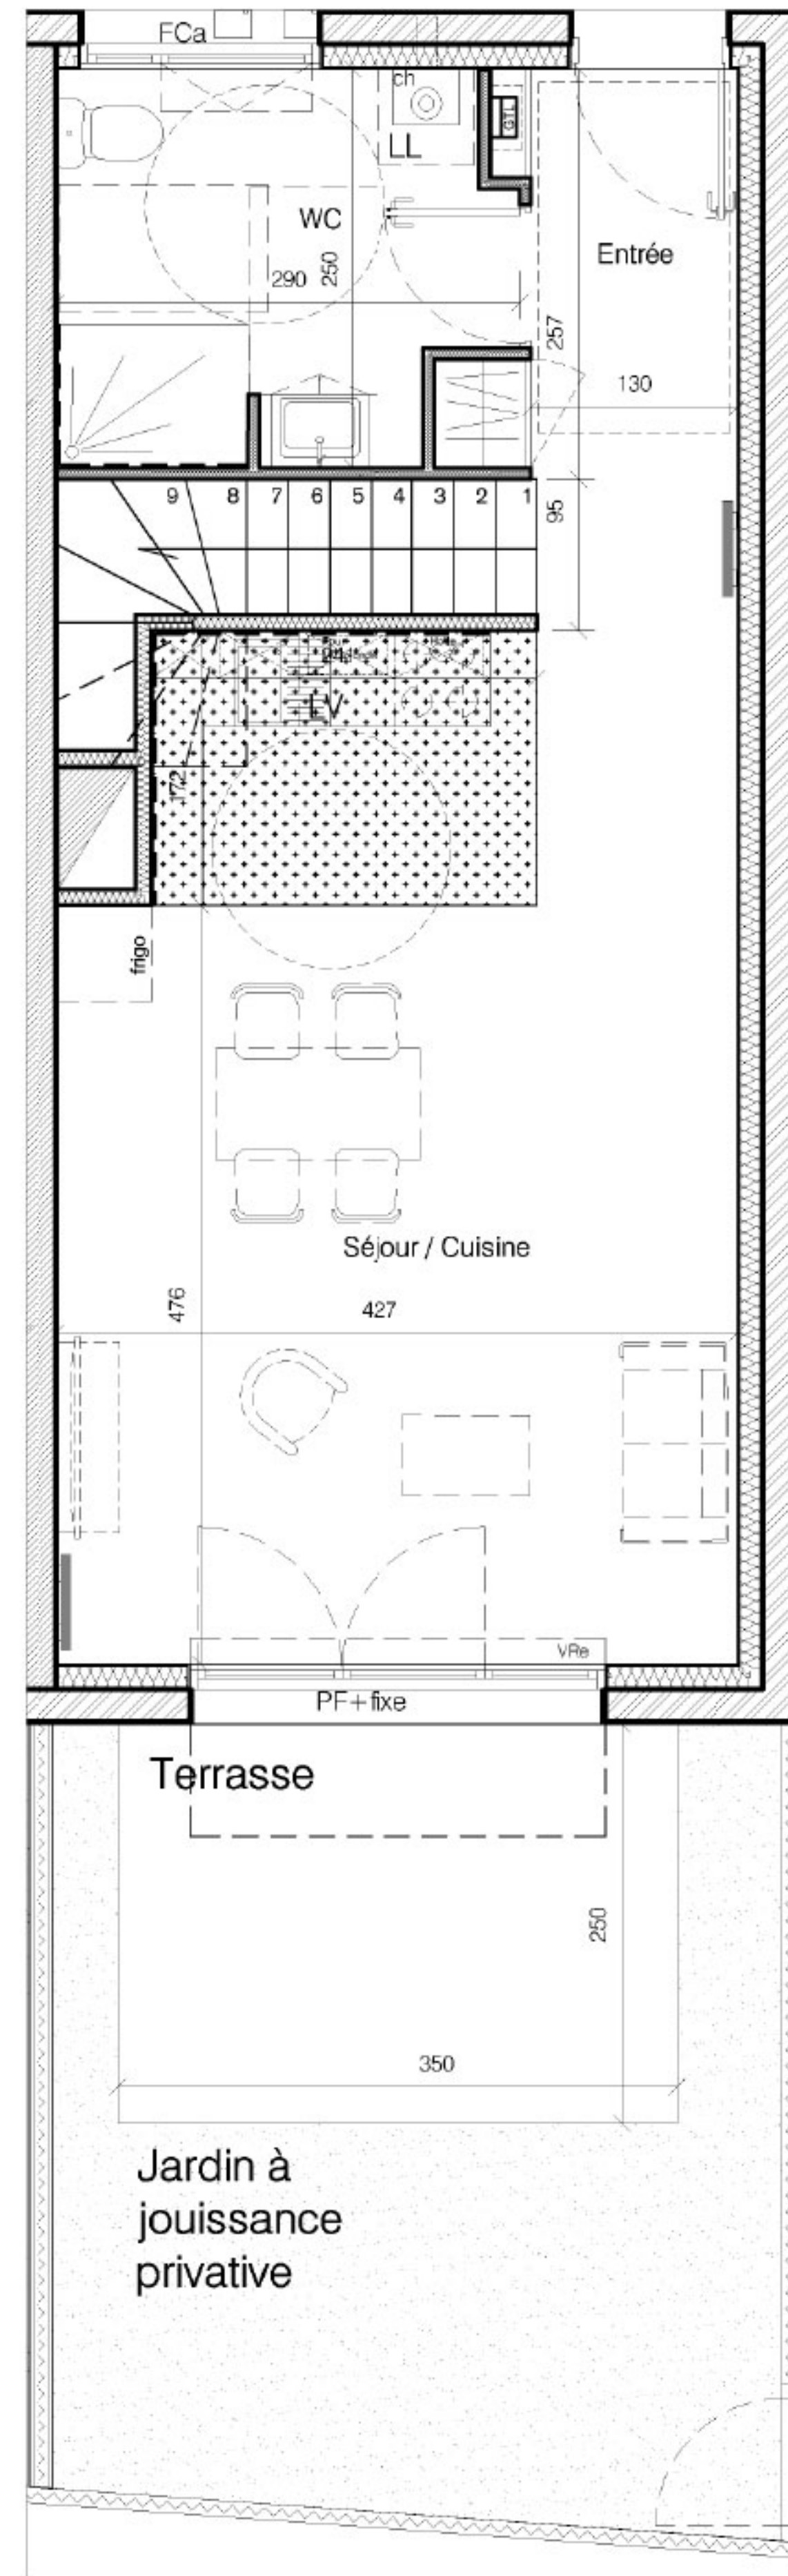 FCa
ch
GTL
LL
WC
Entrée
290
250
257
130
9 8 7 6 5 4 3 2 1
95
LV
172
frigo
Séjour / Cuisine
476
427
VRe
PF+fixe
Terrasse
250
350
Jardin à
jouissance
privative